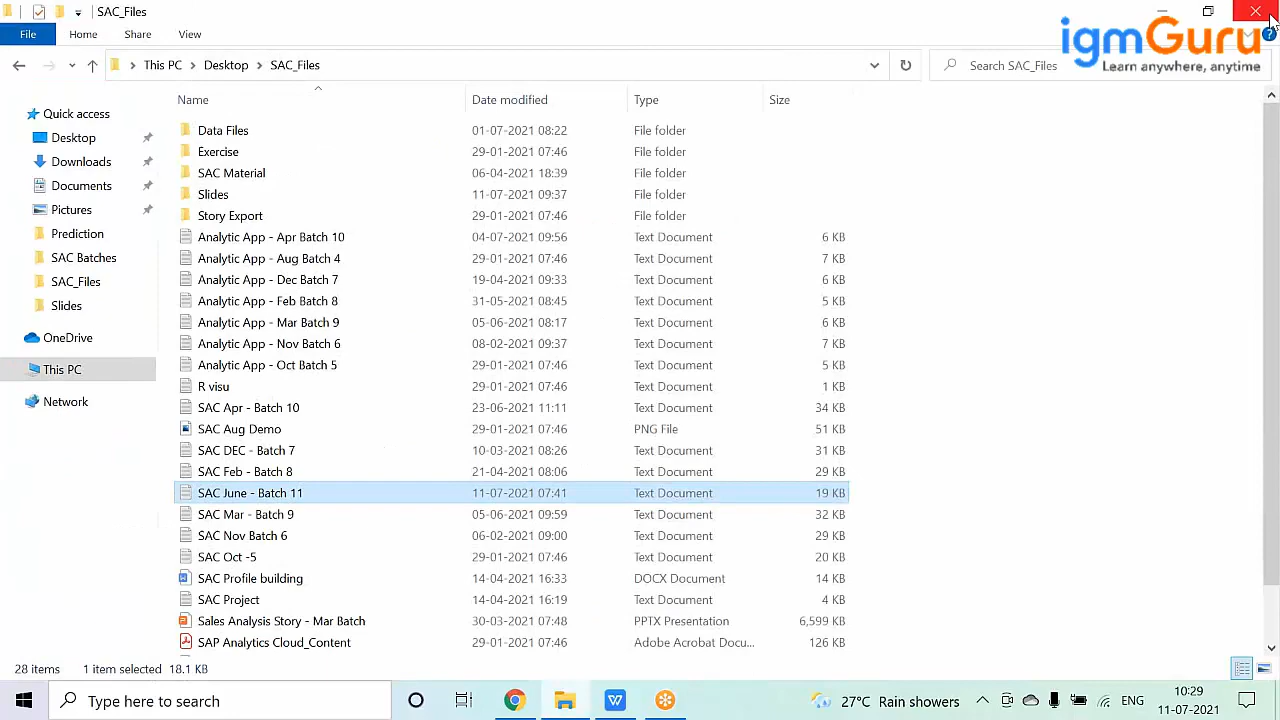 SAC_Files
File Home Share View
igmGuru
Learn anywhere, anytime
This PC Desktop SAC_Files
Search SAC_Files
Name Date modified Type Size
Quick access
Desktop
Downloads
Documents
Pictures
Prediction
SAC Batches
SAC_Files
Slides
OneDrive
This PC
Network
Data Files 01-07-2021 08:22 File folder
Exercise 29-01-2021 07:46 File folder
SAC Material 06-04-2021 18:39 File folder
Slides 11-07-2021 09:37 File folder
Story Export 29-01-2021 07:46 File folder
Analytic App - Apr Batch 10 04-07-2021 09:56 Text Document 6 KB
Analytic App - Aug Batch 4 29-01-2021 07:46 Text Document 7 KB
Analytic App - Dec Batch 7 19-04-2021 09:33 Text Document 6 KB
Analytic App - Feb Batch 8 31-05-2021 08:45 Text Document 5 KB
Analytic App - Mar Batch 9 05-06-2021 08:17 Text Document 6 KB
Analytic App - Nov Batch 6 08-02-2021 09:37 Text Document 7 KB
Analytic App - Oct Batch 5 29-01-2021 07:46 Text Document 5 KB
R visu 29-01-2021 07:46 Text Document 1 KB
SAC Apr - Batch 10 23-06-2021 11:11 Text Document 34 KB
SAC Aug Demo 29-01-2021 07:46 PNG File 51 KB
SAC DEC - Batch 7 10-03-2021 08:26 Text Document 31 KB
SAC Feb - Batch 8 21-04-2021 08:06 Text Document 29 KB
SAC June - Batch 11 11-07-2021 07:41 Text Document 19 KB
SAC Mar - Batch 9 05-06-2021 09:59 Text Document 32 KB
SAC Nov Batch 6 06-02-2021 09:00 Text Document 29 KB
SAC Oct -5 29-01-2021 07:46 Text Document 20 KB
SAC Profile building 14-04-2021 16:33 DOCX Document 14 KB
SAC Project 14-04-2021 16:19 Text Document 4 KB
Sales Analysis Story - Mar Batch 30-03-2021 07:48 PPTX Presentation 6,599 KB
SAP Analytics Cloud_Content 29-01-2021 07:46 Adobe Acrobat Docu... 126 KB
28 items 1 item selected 18.1 KB
Type here to search
27°C Rain showers
ENG
10:29
11-07-2021